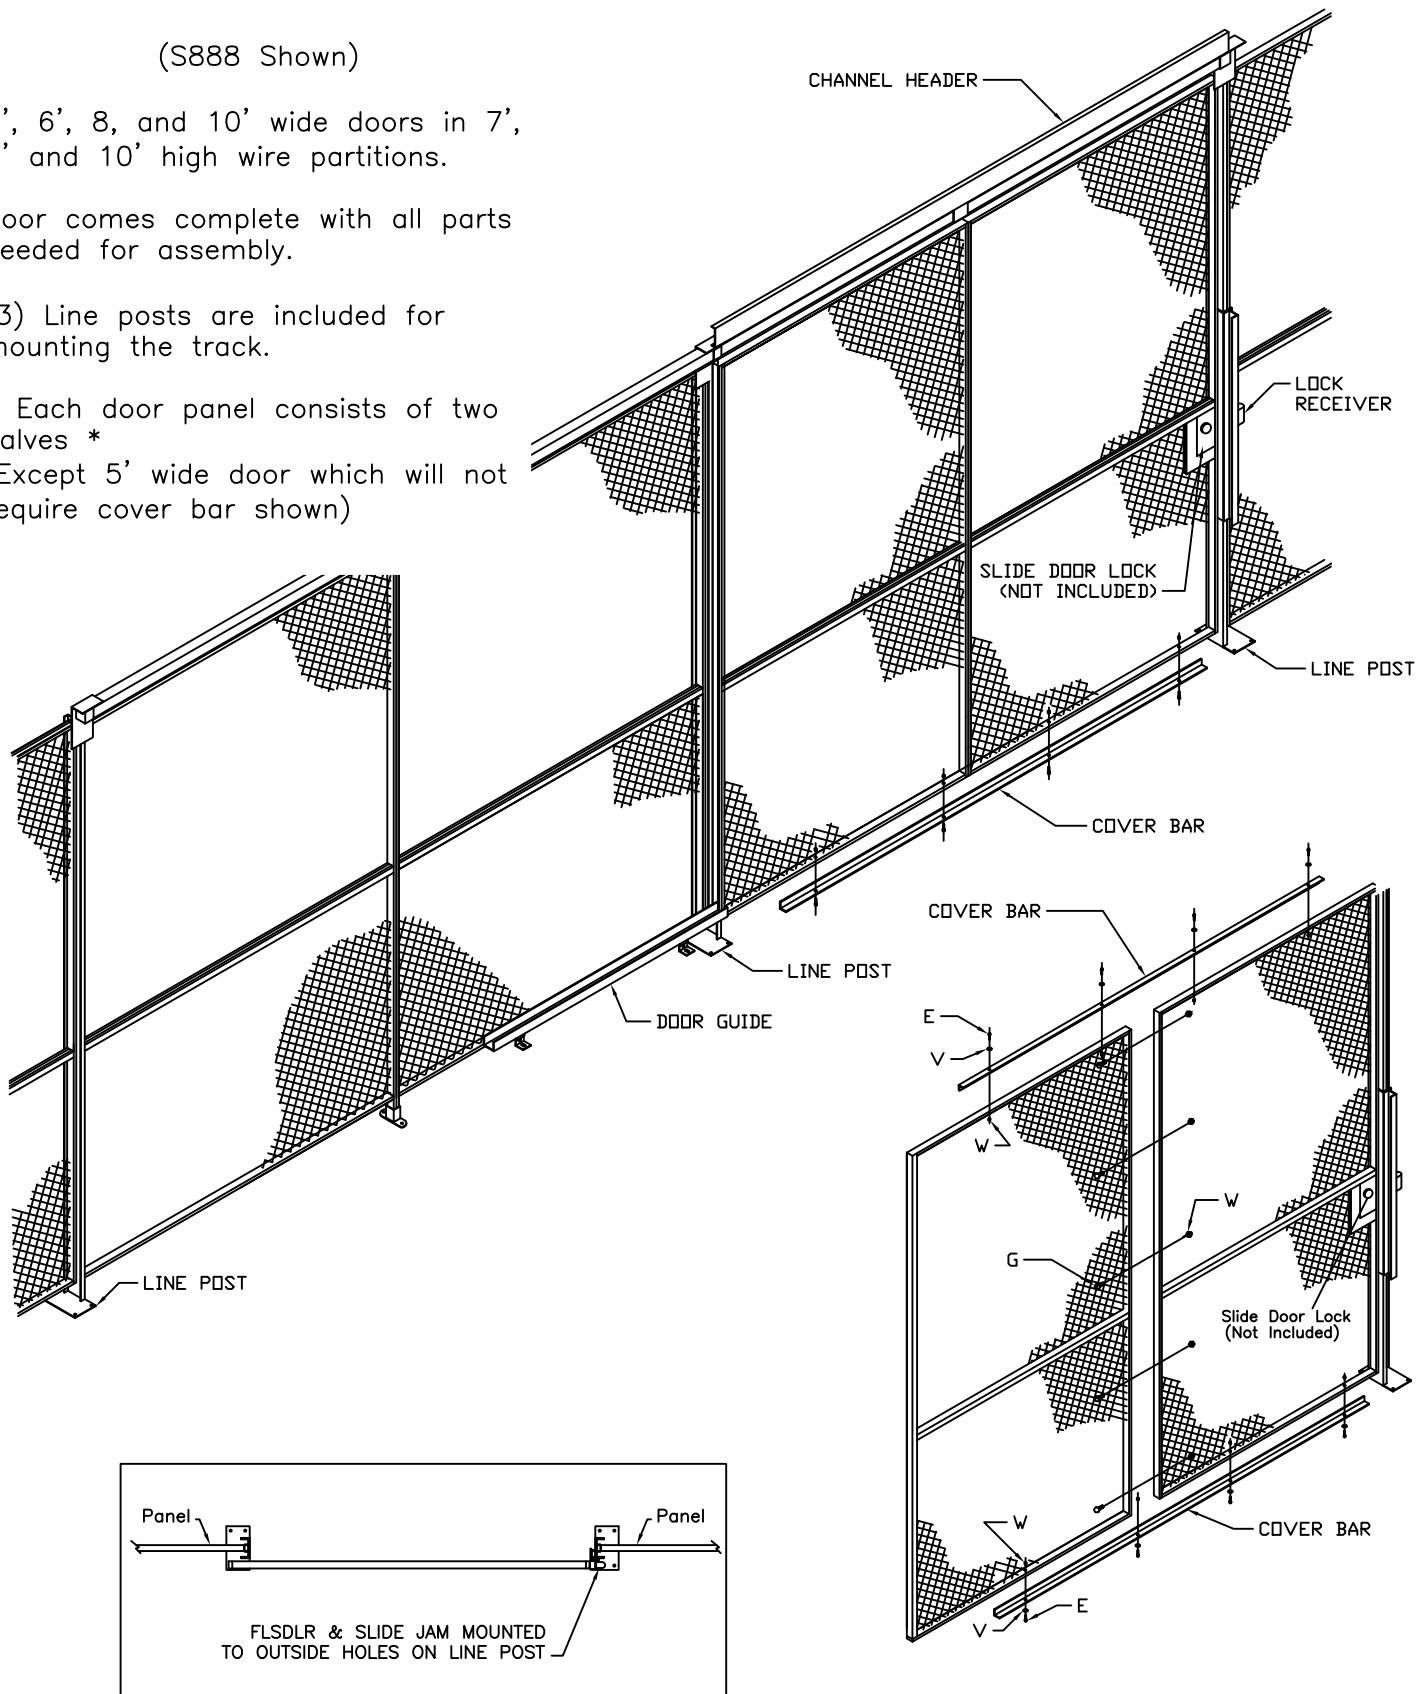 (S888 Shown)
', 6', 8, and 10' wide doors in 7',
' and 10' high wire partitions.
oor comes complete with all parts
eeded for assembly.
3) Line posts are included for
mounting the track.
Each door panel consists of two
alves *
Except 5' wide door which will not
equire cover bar shown)
CHANNEL HEADER
LOCK
RECEIVER
SLIDE DOOR LOCK
(NOT INCLUDED)
LINE POST
COVER BAR
LINE POST
DOOR GUIDE
LINE POST
COVER BAR
E
V
W
W
G
Slide Door Lock
(Not Included)
W
COVER BAR
E
V
Panel
Panel
FLSDLR & SLIDE JAM MOUNTED
TO OUTSIDE HOLES ON LINE POST